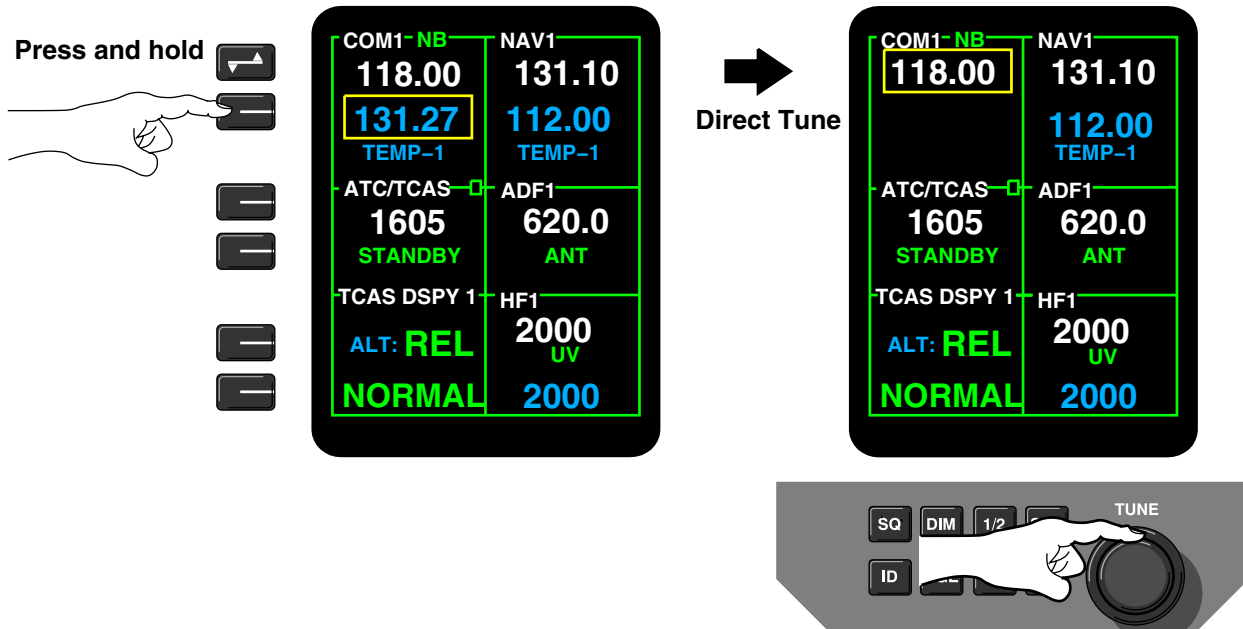 Press and hold
COM1 NB NAV1
118.00 131.10
131.27 112.00
TEMP–1 TEMP–1
ATC/TCAS ADF1
1605 620.0
STANDBY ANT
TCAS DSPY 1 HF1
ALT: REL 2000
UV
NORMAL 2000
Direct Tune
COM1 NB NAV1
118.00 131.10
112.00
TEMP–1
ATC/TCAS ADF1
1605 620.0
STANDBY ANT
TCAS DSPY 1 HF1
ALT: REL 2000
UV
NORMAL 2000
TUNE
SQ DIM 1/2
ID